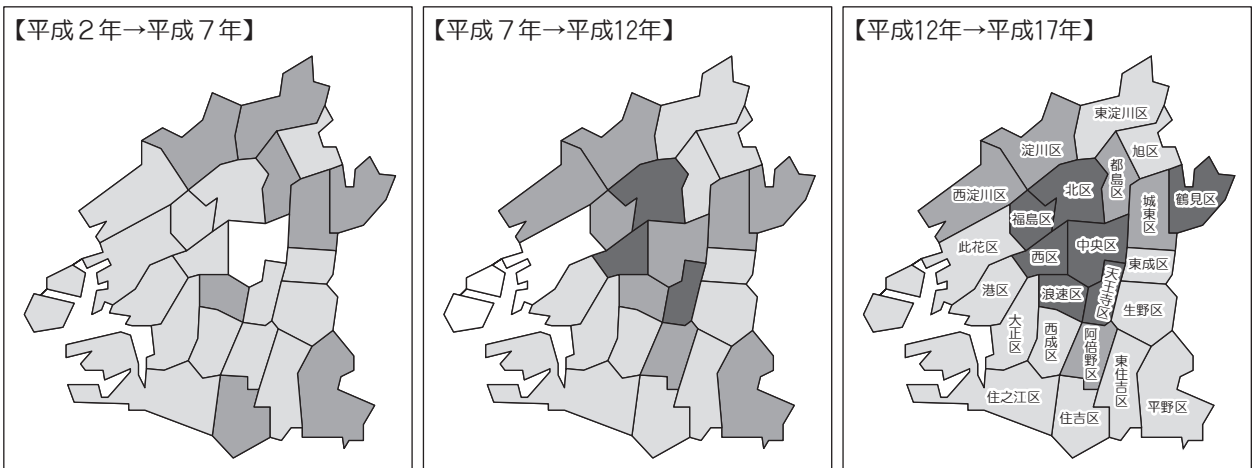 【平成２年→平成７年】
【平成７年→平成12年】
【平成12年→平成17年】
東淀川区
淀川区
旭区
都島区
西淀川区
北区
城東区
鶴見区
福島区
此花区
西区
中央区
東成区
天王寺区
港区
浪速区
生野区
大正区
西成区
阿倍野区
東住吉区
住之江区
住吉区
平野区